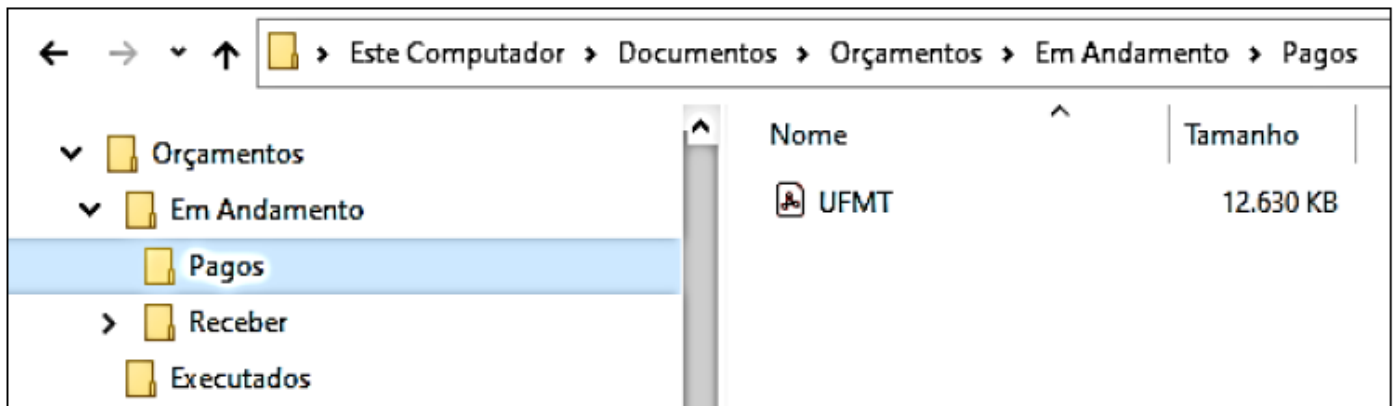 Este Computador > Documentos > Orçamentos > Em Andamento > Pagos
Orçamentos
Em Andamento
Pagos
Receber
Executados
Nome Tamanho
UFMT 12.630 KB